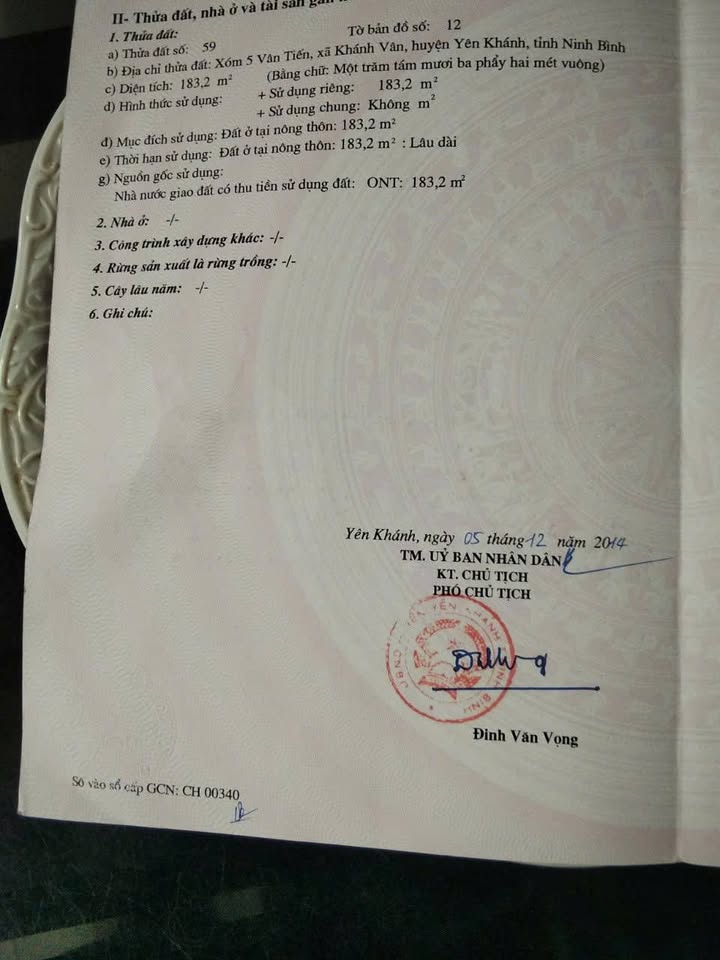 II- Thửa đất, nhà ở và tài sản gắn
1. Thửa đất:
a) Thửa đất số: 59 Tờ bản đồ số: 12
b) Địa chỉ thửa đất: Xóm 5 Vân Tiến, xã Khánh Vân, huyện Yên Khánh, tỉnh Ninh Bình
c) Diện tích: 183,2 m² (Bằng chữ: Một trăm tám mươi ba phẩy hai mét vuông)
d) Hình thức sử dụng: + Sử dụng riêng: 183,2 m²
+ Sử dụng chung: Không m²
đ) Mục đích sử dụng: Đất ở tại nông thôn: 183,2 m²
e) Thời hạn sử dụng: Đất ở tại nông thôn: 183,2 m² : Lâu dài
g) Nguồn gốc sử dụng:
Nhà nước giao đất có thu tiền sử dụng đất: ONT: 183,2 m²
2. Nhà ở: -/-
3. Công trình xây dựng khác: -/-
4. Rừng sản xuất là rừng trồng: -/-
5. Cây lâu năm: -/-
6. Ghi chú:
Yên Khánh, ngày 05 tháng 12 năm 2014
TM. UỶ BAN NHÂN DÂN
KT. CHỦ TỊCH
PHÓ CHỦ TỊCH
UBND HUYỆN YÊN KHÁNH NINH BÌNH
Đinh Văn Vọng
Số vào sổ cấp GCN: CH 00340